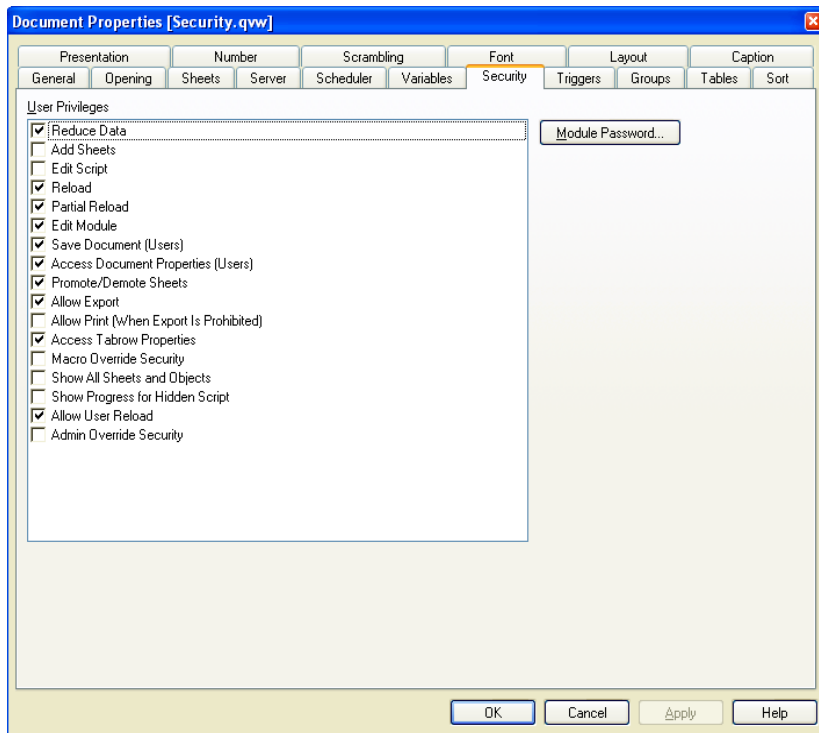 Document Properties [Security.qvw]
Presentation Number Scrambling Font Layout Caption
General Opening Sheets Server Scheduler Variables Security Triggers Groups Tables Sort
User Privileges
Reduce Data
Module Password...
Add Sheets
Edit Script
Reload
Partial Reload
Edit Module
Save Document (Users)
Access Document Properties (Users)
Promote/Demote Sheets
Allow Export
Allow Print (When Export Is Prohibited)
Access Tabrow Properties
Macro Override Security
Show All Sheets and Objects
Show Progress for Hidden Script
Allow User Reload
Admin Override Security
OK Cancel Apply Help